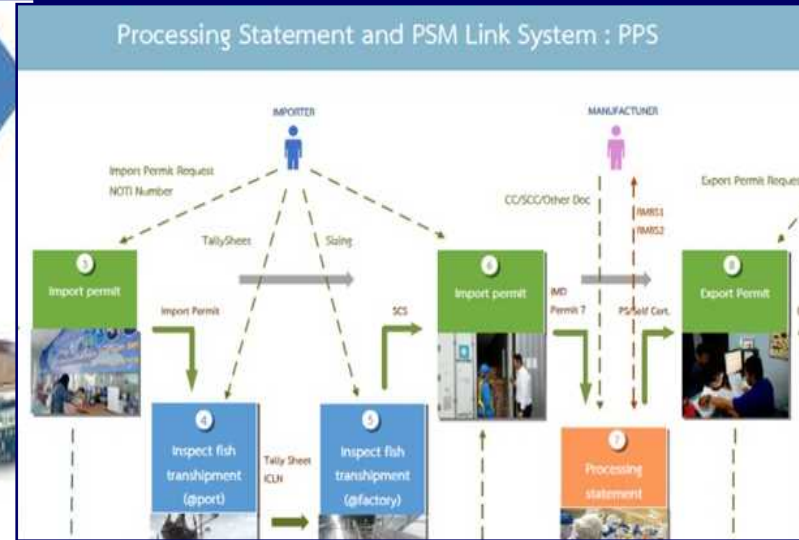 Processing Statement and PSM Link System : PPS
IMPORTER
MANUFACTUNER
Import Permit Request
NOTI Number
Export Permit Reques
CC/SCC/Other Doc
RMBS1
RMBS2
TallySheet
Sizing
3
Import permit
6
Import permit
8
Export Permit
Import Permit
SCS
IMD
Permit 7
PS/Self Cert.
4
Inspect fish
transhipment
(@port)
5
Inspect fish
transhipment
(@factory)
Tally Sheet
ICLN
7
Processing
statement